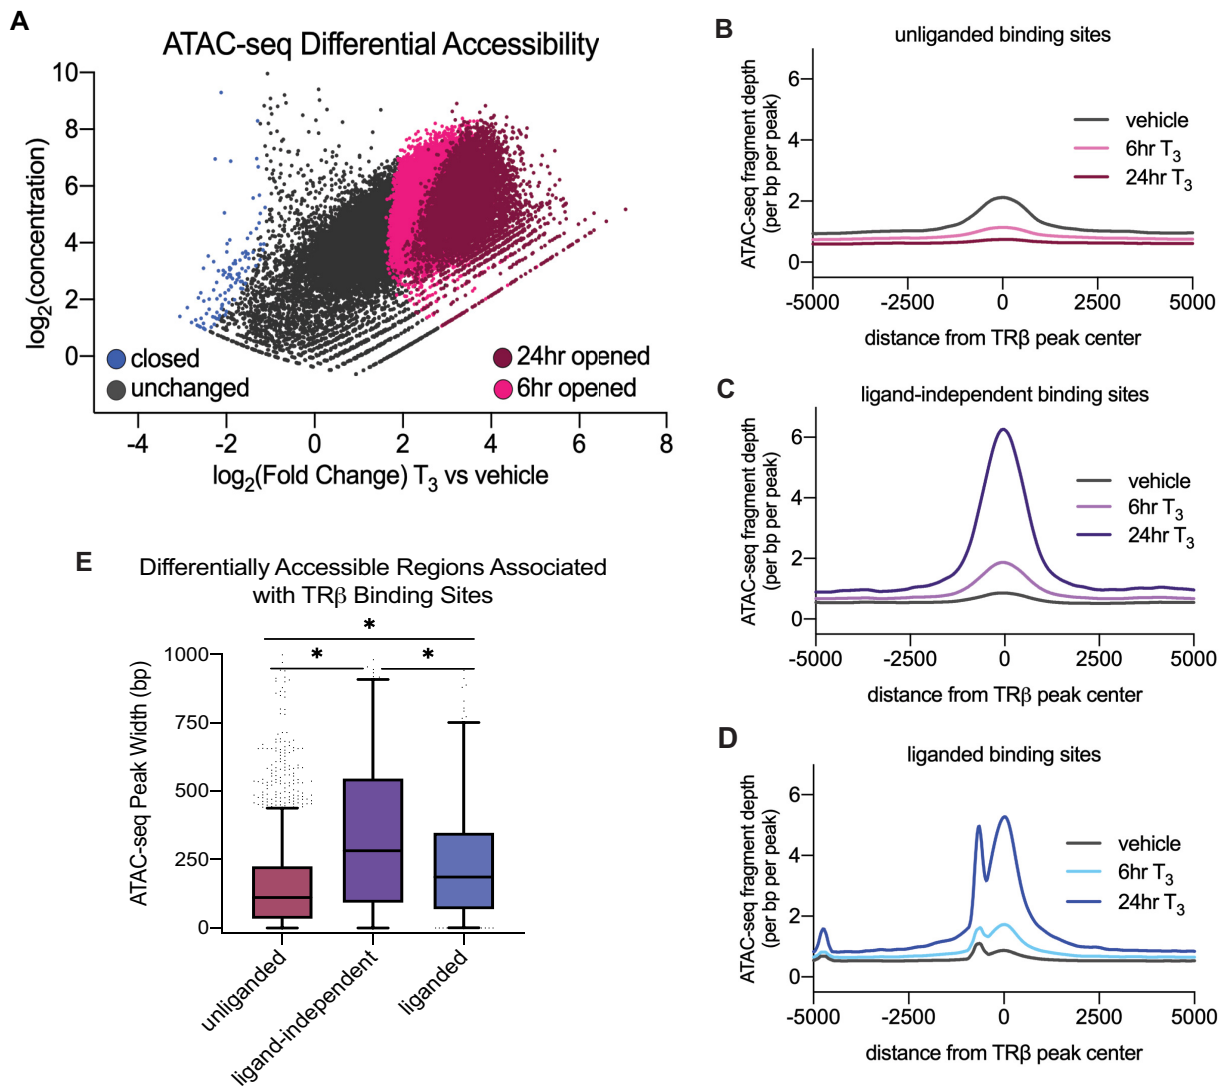 A
ATAC-seq Differential Accessibility
log2(concentration)
10
8
6
4
2
0
closed
unchanged
24hr opened
6hr opened
-4
-2
0
2
4
6
8
log2(Fold Change) T3 vs vehicle
B
unliganded binding sites
ATAC-seq fragment depth
(per bp per peak)
6
4
2
0
vehicle
6hr T3
24hr T3
-5000
-2500
0
2500
5000
distance from TRβ peak center
C
ligand-independent binding sites
ATAC-seq fragment depth
(per bp per peak)
6
4
2
0
vehicle
6hr T3
24hr T3
-5000
-2500
0
2500
5000
distance from TRβ peak center
D
liganded binding sites
ATAC-seq fragment depth
(per bp per peak)
6
4
2
0
vehicle
6hr T3
24hr T3
-5000
-2500
0
2500
5000
distance from TRβ peak center
E
Differentially Accessible Regions Associated
with TRβ Binding Sites
*
*
*
ATAC-seq Peak Width (bp)
1000
750
500
250
0
unliganded
ligand-independent
liganded